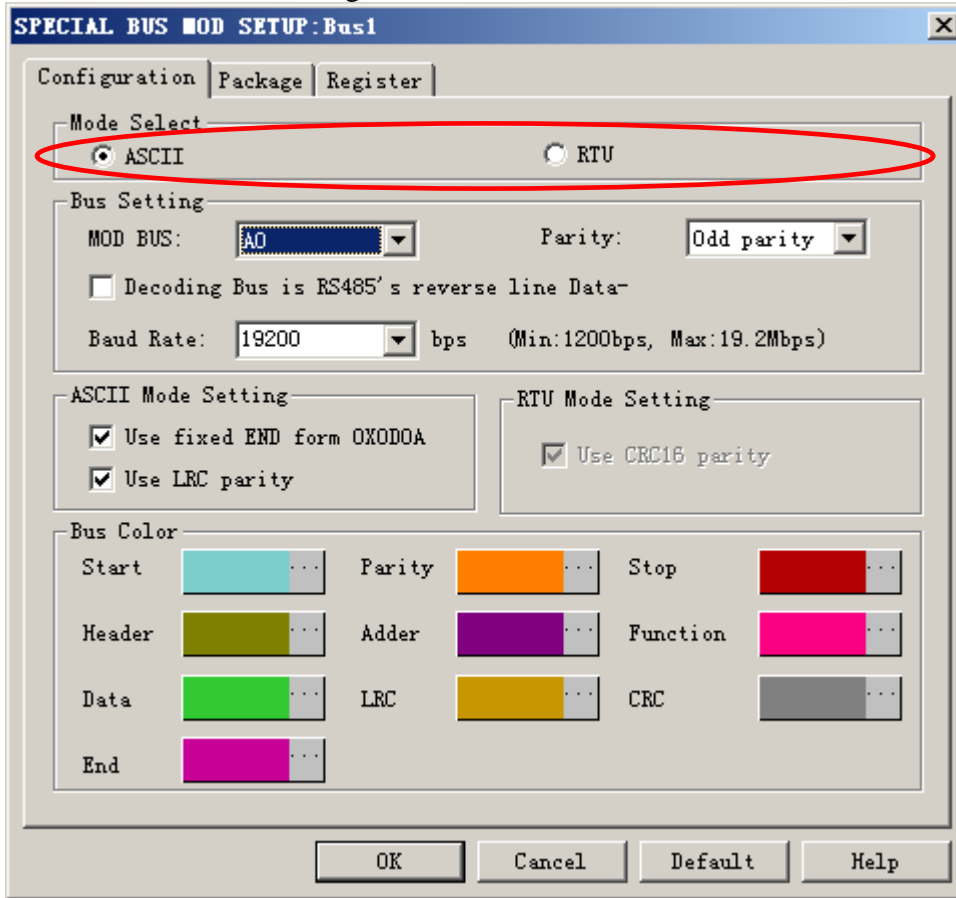 SPECIAL BUS MOD SETUP:Bus1
Configuration Package Register
Mode Select
ASCII RTU
Bus Setting
MOD BUS: A0 Parity: Odd parity
Decoding Bus is RS485's reverse line Data-
Baud Rate: 19200 bps (Min:1200bps, Max:19.2Mbps)
ASCII Mode Setting RTU Mode Setting
Use fixed END form 0X0D0A
Use CRC16 parity
Use LRC parity
Bus Color
Start ... Parity ... Stop ...
Header ... Adder ... Function ...
Data ... LRC ... CRC ...
End ...
OK Cancel Default Help